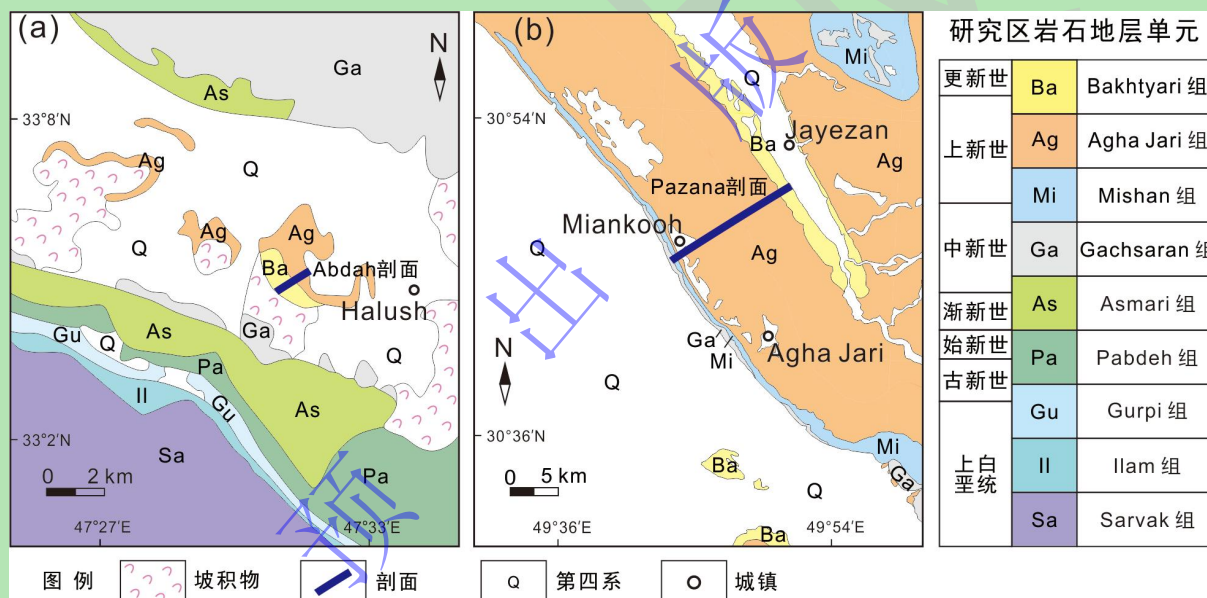 (a)
N
Ga
As
33°8′N
Ag
Q
Ag
Ag
Q
Ba
Abdah剖面
Halush
Ga
As
Gu
Q
Pa
Q
Il
Gu
As
33°2′N
Sa
Pa
0 2 km
47°27′E
47°33′E
(b)
Mi
Q
30°54′N
Jayezan
Ba
Ag
Pazana剖面
Miankooh
Q
Ag
N
Ga
Mi
Agha Jari
Q
30°36′N
Mi
Ba
Ga
0 5 km
Q
49°36′E
49°54′E
Ba
研究区岩石地层单元
更新世
上新世
中新世
渐新世
始新世
古新世
上白
垩统
Ba Bakhtyari 组
Ag Agha Jari 组
Mi Mishan 组
Ga Gachsaran 组
As Asmari 组
Pa Pabdeh 组
Gu Gurpi 组
Il Ilam 组
Sa Sarvak 组
图 例 坡积物 剖面 Q 第四系 城镇